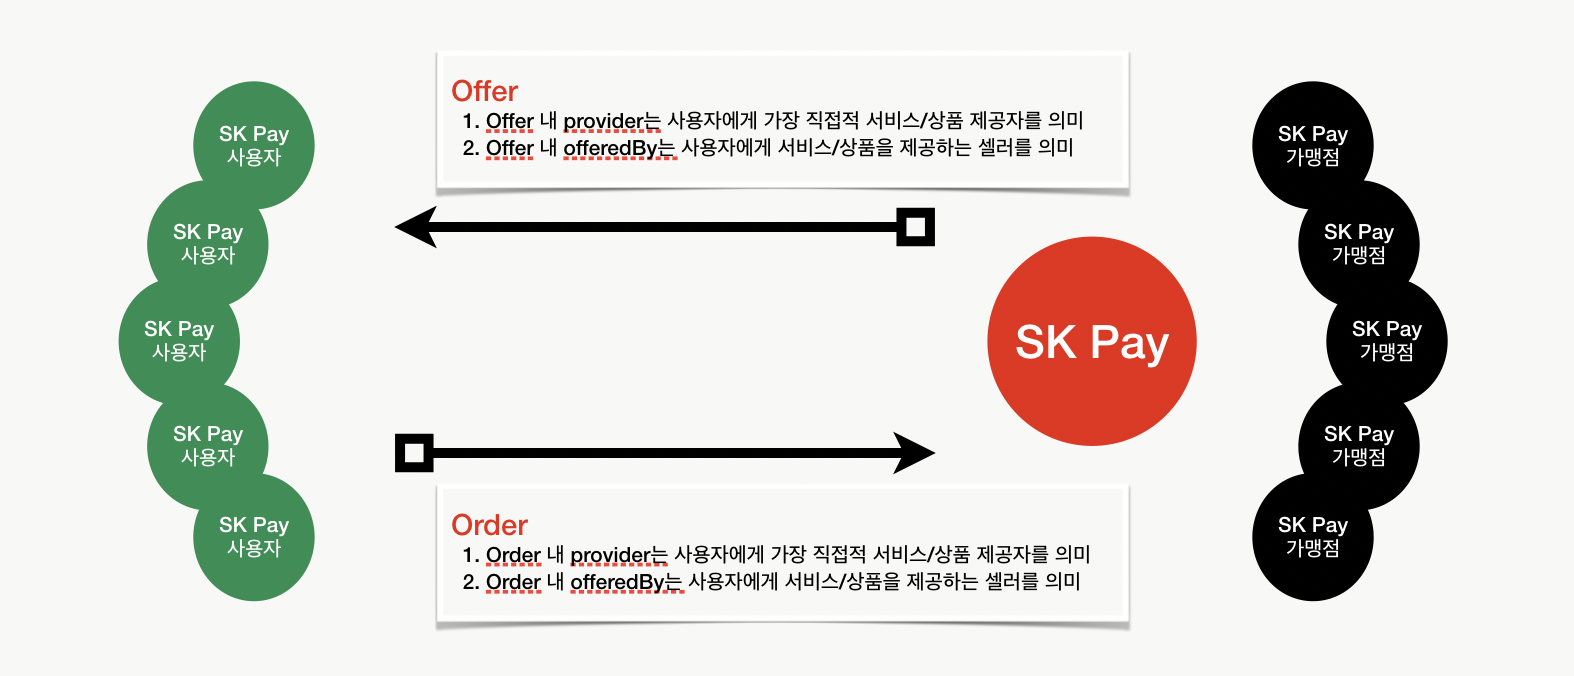 Offer
1. Offer 내 provider는 사용자에게 가장 직접적 서비스/상품 제공자를 의미
2. Offer 내 offeredBy는 사용자에게 서비스/상품을 제공하는 셀러를 의미
SK Pay
사용자
SK Pay
사용자
SK Pay
사용자
SK Pay
사용자
SK Pay
사용자
SK Pay
SK Pay
가맹점
SK Pay
가맹점
SK Pay
가맹점
SK Pay
가맹점
SK Pay
가맹점
Order
1. Order 내 provider는 사용자에게 가장 직접적 서비스/상품 제공자를 의미
2. Order 내 offeredBy는 사용자에게 서비스/상품을 제공하는 셀러를 의미